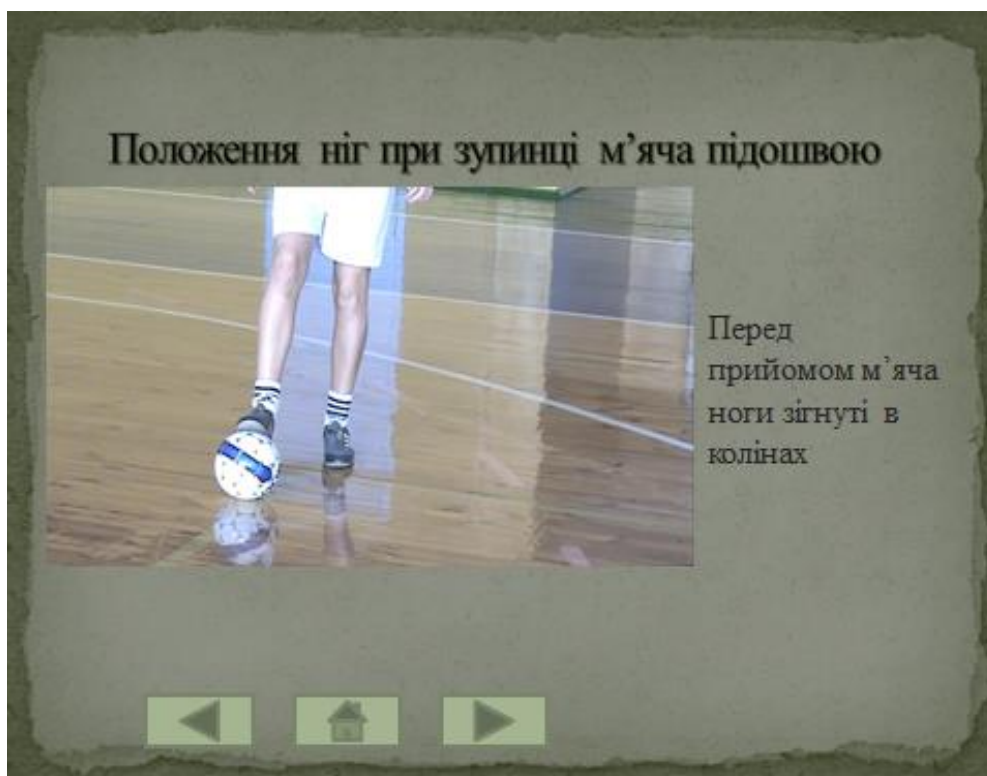 Положення ніг при зупинці м’яча підошвою
Перед
прийомом м’яча
ноги зігнуті в
колінах